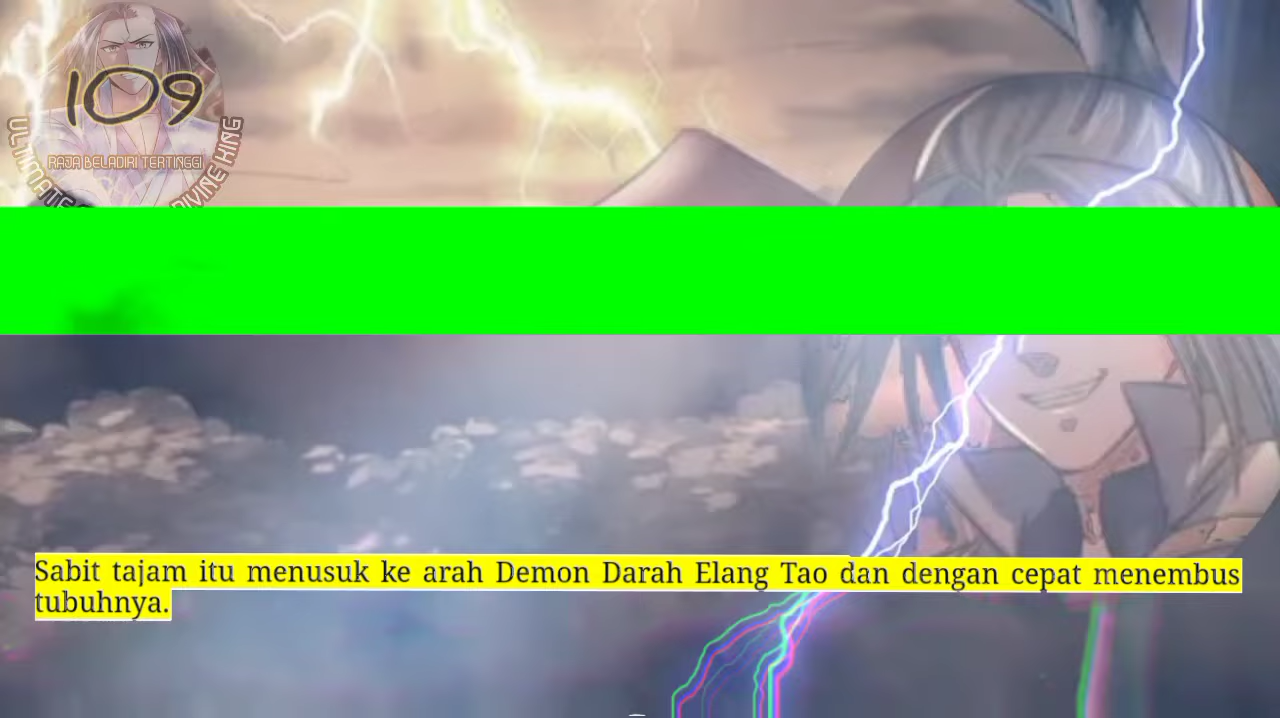 109
RAJA BELADIRI TERTINGGI
ULTIMATE
DIVINE KING
Sabit tajam itu menusuk ke arah Demon Darah Elang Tao dan dengan cepat menembus
tubuhnya.